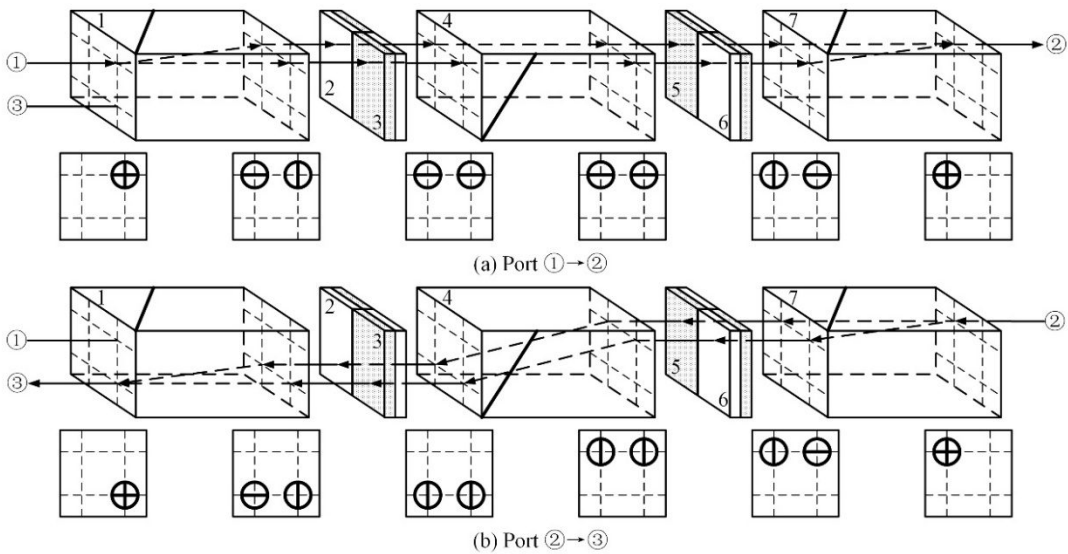 1 4 7
①
②
③
2 3 5 6
(a) Port ①→②
1 2 3 4 7
①
②
③
5 6
(b) Port ②→③